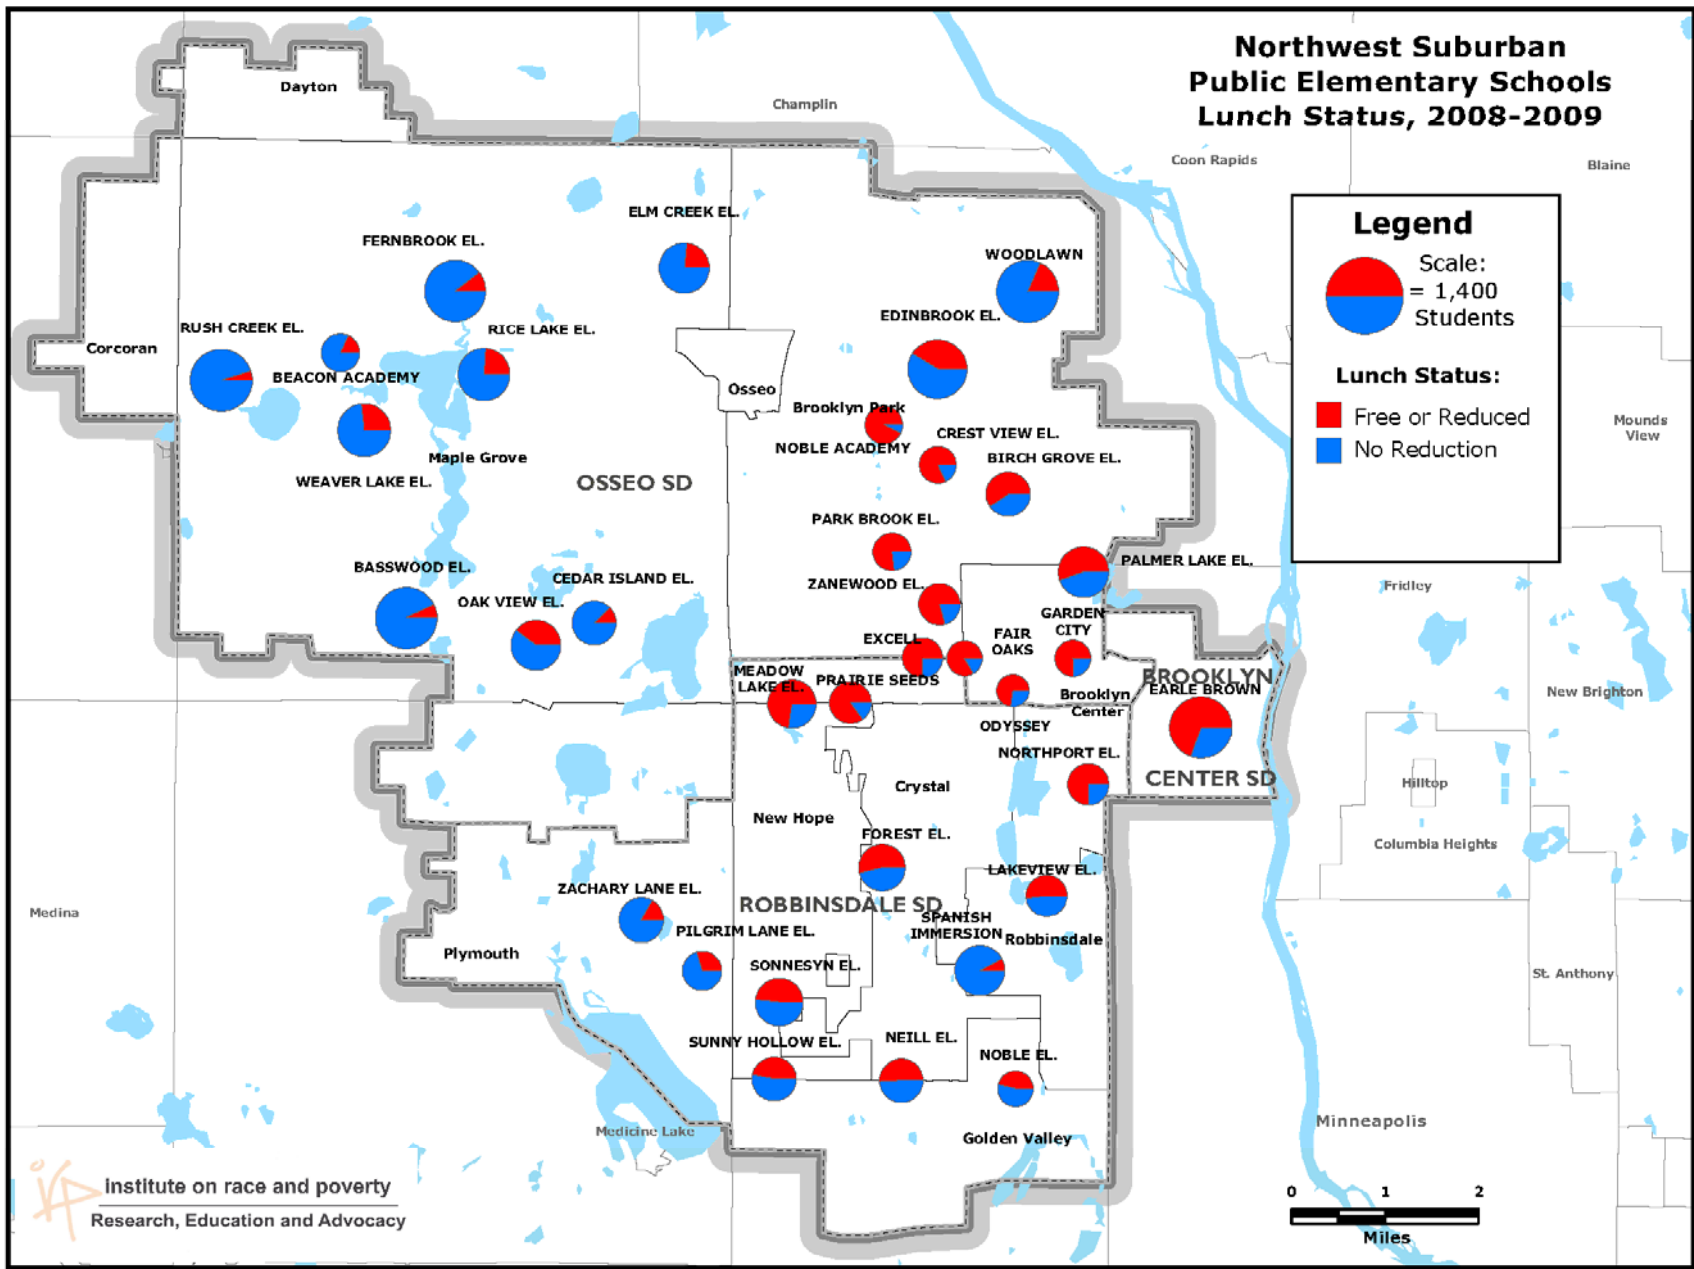 Northwest Suburban
Public Elementary Schools
Lunch Status, 2008-2009
Dayton
Champlin
Coon Rapids
Blaine
Legend
Scale:
= 1,400
Students
Lunch Status:
Free or Reduced
No Reduction
ELM CREEK EL.
FERNBROOK EL.
WOODLAWN
EDINBROOK EL.
RUSH CREEK EL.
RICE LAKE EL.
Corcoran
BEACON ACADEMY
Osseo
Brooklyn Park
NOBLE ACADEMY
CREST VIEW EL.
BIRCH GROVE EL.
Mounds
View
Maple Grove
WEAVER LAKE EL.
OSSEO SD
PARK BROOK EL.
PALMER LAKE EL.
BASSWOOD EL.
CEDAR ISLAND EL.
ZANEWOOD EL.
Fridley
OAK VIEW EL.
GARDEN
CITY
EXCELL
FAIR
OAKS
MEADOW
LAKE EL.
PRAIRIE SEEDS
BROOKLYN
EARLE BROWN
Brooklyn
Center
New Brighton
ODYSSEY
NORTHPORT EL.
CENTER SD
Hilltop
Crystal
New Hope
FOREST EL.
Columbia Heights
LAKEVIEW EL.
ZACHARY LANE EL.
ROBBINSDALE SD
SPANISH
IMMERSION
Medina
PILGRIM LANE EL.
Robbinsdale
Plymouth
SONNESYN EL.
St. Anthony
SUNNY HOLLOW EL.
NEILL EL.
NOBLE EL.
Medicine Lake
Golden Valley
Minneapolis
institute on race and poverty
Research, Education and Advocacy
0 1 2
Miles